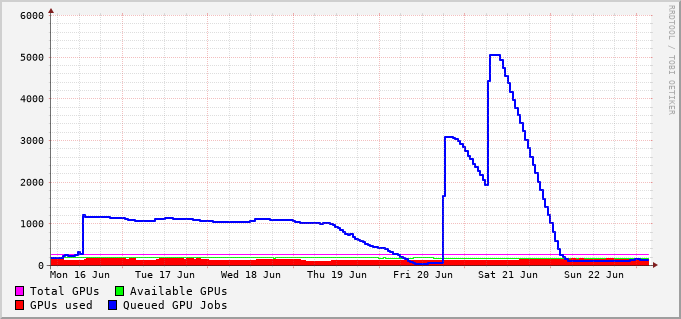 6000
5000
4000
3000
2000
1000
0
Mon 16 Jun Tue 17 Jun Wed 18 Jun Thu 19 Jun Fri 20 Jun Sat 21 Jun Sun 22 Jun
Total GPUs Available GPUs
GPUs used Queued GPU Jobs
RRDTOOL / TOBI OETIKER